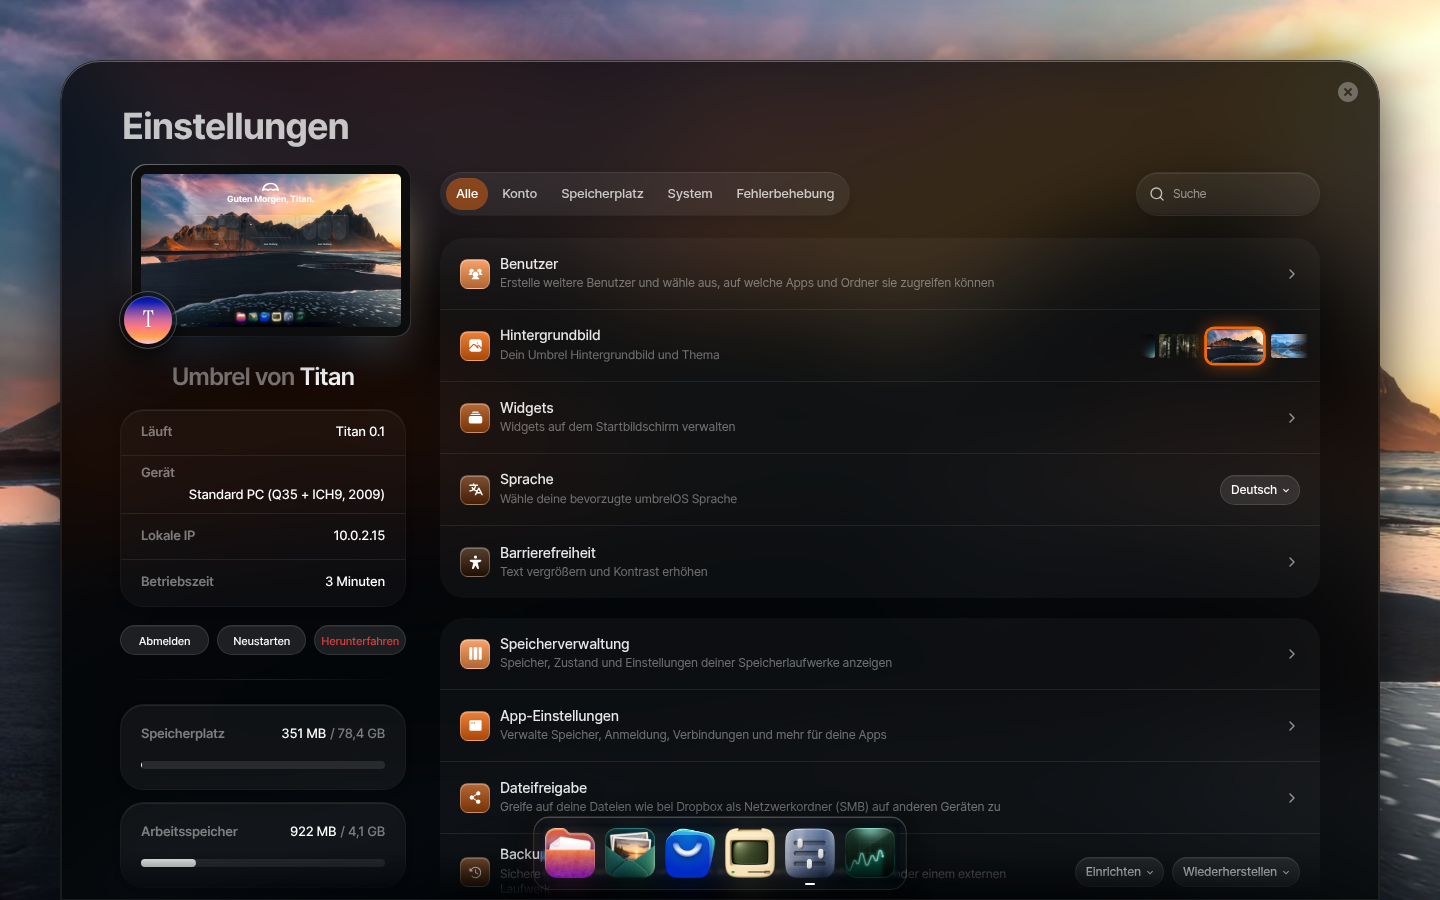 Einstellungen
Guten Morgen, Titan.
T
Umbrel von Titan
Läuft
Titan 0.1
Gerät
Standard PC (Q35 + ICH9, 2009)
Lokale IP
10.0.2.15
Betriebszeit
3 Minuten
Abmelden
Neustarten
Herunterfahren
Speicherplatz
351 MB / 78,4 GB
Arbeitsspeicher
922 MB / 4,1 GB
Alle
Konto
Speicherplatz
System
Fehlerbehebung
Suche
Benutzer
Erstelle weitere Benutzer und wähle aus, auf welche Apps und Ordner sie zugreifen können
Hintergrundbild
Dein Umbrel Hintergrundbild und Thema
Widgets
Widgets auf dem Startbildschirm verwalten
Sprache
Wähle deine bevorzugte umbrelOS Sprache
Deutsch
Barrierefreiheit
Text vergrößern und Kontrast erhöhen
Speicherverwaltung
Speicher, Zustand und Einstellungen deiner Speicherlaufwerke anzeigen
App-Einstellungen
Verwalte Speicher, Anmeldung, Verbindungen und mehr für deine Apps
Dateifreigabe
Greife auf deine Dateien wie bei Dropbox als Netzwerkordner (SMB) auf anderen Geräten zu
Backu
Sichere
der einem externen
Laufwerk
Einrichten
Wiederherstellen